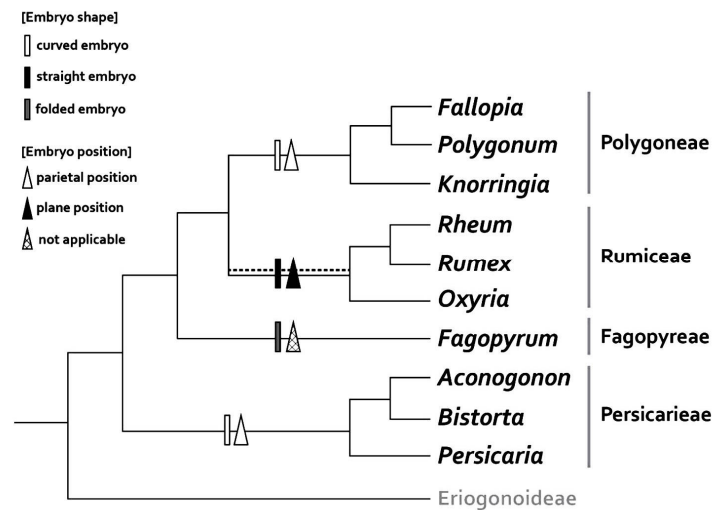 [Embryo shape]
curved embryo
straight embryo
folded embryo
[Embryo position]
parietal position
plane position
not applicable
Fallopia
Polygonum
Knorringia
Polygoneae
Rheum
Rumex
Oxyria
Rumiceae
Fagopyrum
Fagopyreae
Aconogonon
Bistorta
Persicaria
Persicarieae
Eriogonoideae